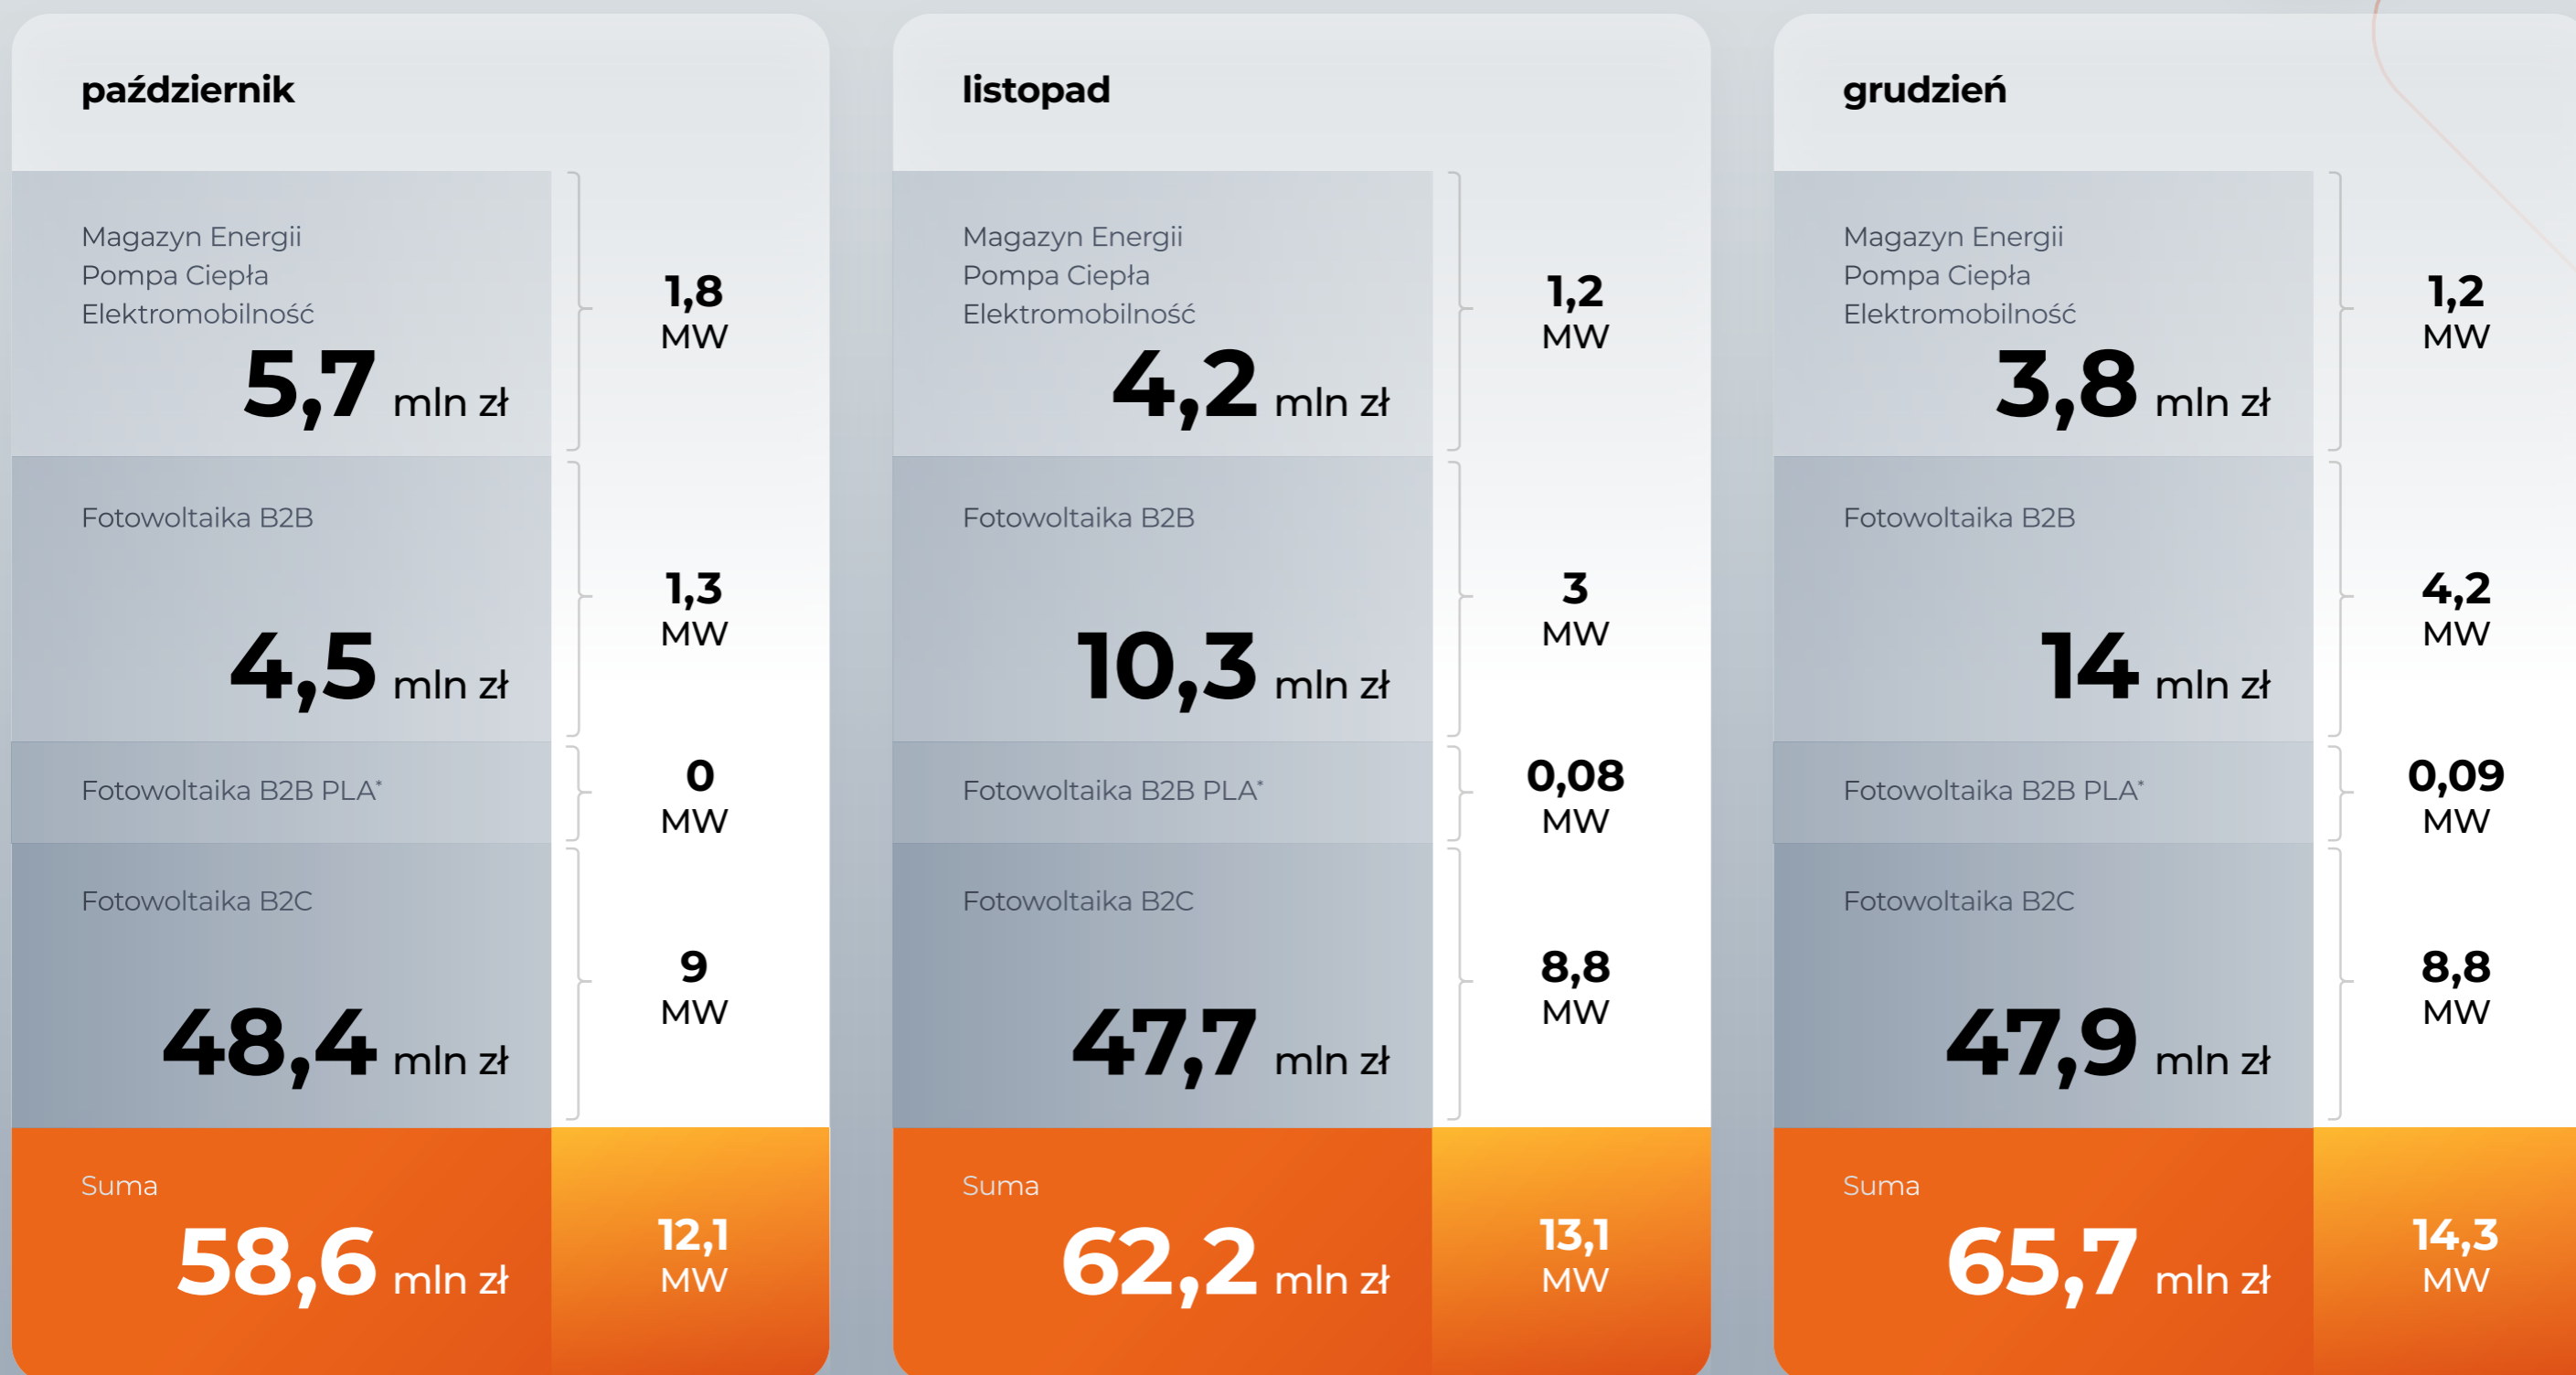 październik
Magazyn Energii
Pompa Ciepła
Elektromobilność
5,7 mln zł
1,8
MW
Fotowoltaika B2B
4,5 mln zł
1,3
MW
Fotowoltaika B2B PLA*
0
MW
Fotowoltaika B2C
48,4 mln zł
9
MW
Suma
58,6 mln zł
12,1
MW
listopad
Magazyn Energii
Pompa Ciepła
Elektromobilność
4,2 mln zł
1,2
MW
Fotowoltaika B2B
10,3 mln zł
3
MW
Fotowoltaika B2B PLA*
0,08
MW
Fotowoltaika B2C
47,7 mln zł
8,8
MW
Suma
62,2 mln zł
13,1
MW
grudzień
Magazyn Energii
Pompa Ciepła
Elektromobilność
3,8 mln zł
1,2
MW
Fotowoltaika B2B
14 mln zł
4,2
MW
Fotowoltaika B2B PLA*
0,09
MW
Fotowoltaika B2C
47,9 mln zł
8,8
MW
Suma
65,7 mln zł
14,3
MW